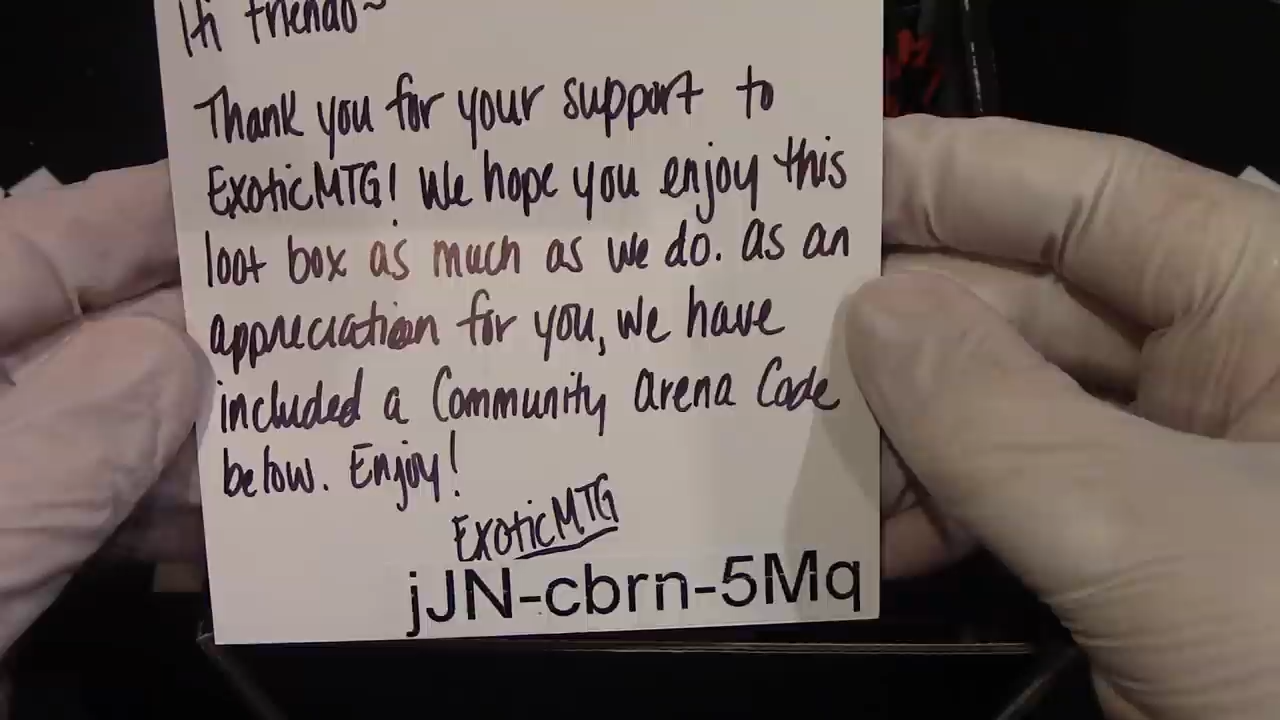 Hi friend~
Thank you for your support to
ExoticMTG! We hope you enjoy this
loot box as much as we do. as an
appreciation for you, we have
included a Community arena Code
below. Enjoy!
ExoticMTG
jJN-cbrn-5Mq